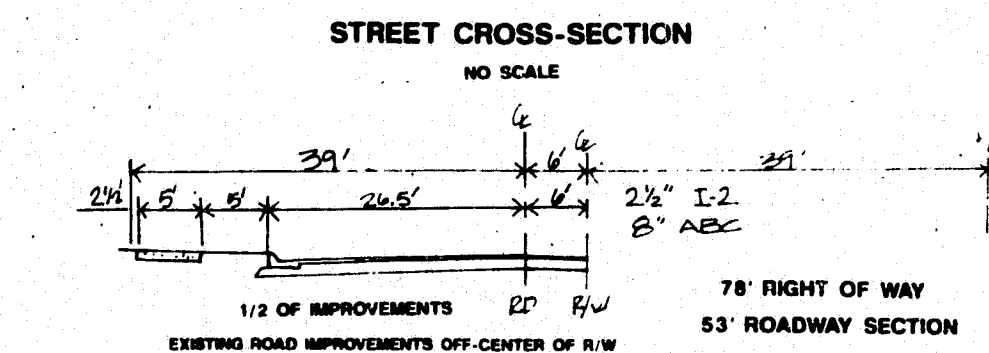 STREET CROSS-SECTION
NO SCALE
℄
℄
39' 6' 39'
2½' 5' 5' 26.5' 6' 2½" I-2
8" ABC
1/2 OF IMPROVEMENTS RD R/W
78' RIGHT OF WAY
53' ROADWAY SECTION
EXISTING ROAD IMPROVEMENTS OFF-CENTER OF R/W